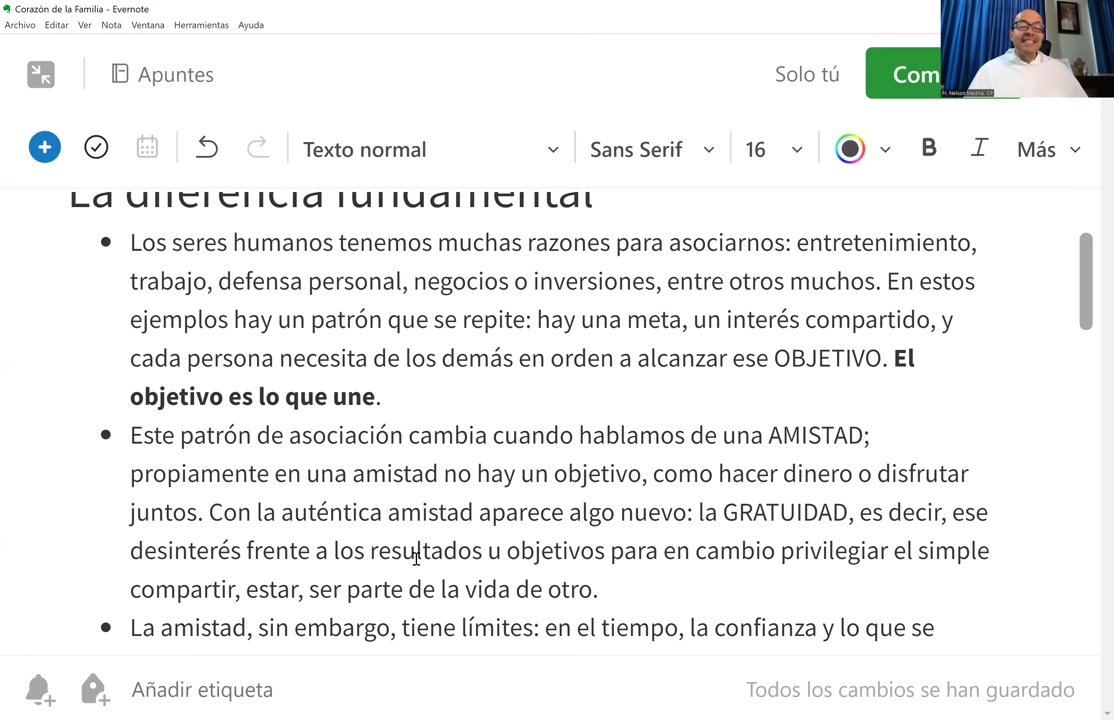 Corazón de la Familia - Evernote
Archivo Editar Ver Nota Ventana Herramientas Ayuda
Apuntes Solo tú Com
Fr. Nelson Medina, OP
Texto normal Sans Serif 16 B I Más
La diferencia fundamental
• Los seres humanos tenemos muchas razones para asociarnos: entretenimiento,
trabajo, defensa personal, negocios o inversiones, entre otros muchos. En estos
ejemplos hay un patrón que se repite: hay una meta, un interés compartido, y
cada persona necesita de los demás en orden a alcanzar ese OBJETIVO. El
objetivo es lo que une.
• Este patrón de asociación cambia cuando hablamos de una AMISTAD;
propiamente en una amistad no hay un objetivo, como hacer dinero o disfrutar
juntos. Con la auténtica amistad aparece algo nuevo: la GRATUIDAD, es decir, ese
desinterés frente a los resultados u objetivos para en cambio privilegiar el simple
compartir, estar, ser parte de la vida de otro.
• La amistad, sin embargo, tiene límites: en el tiempo, la confianza y lo que se
Añadir etiqueta Todos los cambios se han guardado